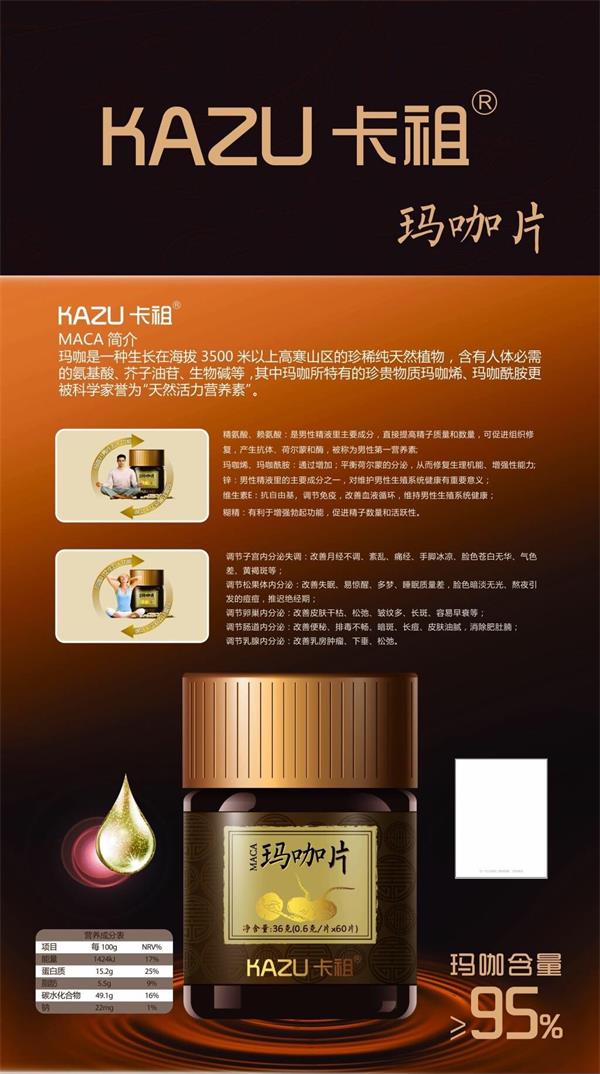 KAZU 卡祖®
玛咖片
KAZU 卡祖®
MACA 简介
玛咖是一种生长在海拔 3500 米以上高寒山区的珍稀纯天然植物，含有人体必需
的氨基酸、芥子油苷、生物碱等，其中玛咖所特有的珍贵物质玛咖烯、玛咖酰胺更
被科学家誉为“天然活力营养素”。
精氨酸、赖氨酸：是男性精液里主要成分，直接提高精子质量和数量，可促进组织修
复，产生抗体、荷尔蒙和酶，被称为男性第一营养素;
玛咖烯、玛咖酰胺：通过增加；平衡荷尔蒙的分泌，从而修复生理机能、增强性能力;
锌：男性精液里的主要成分之一，对维护男性生殖系统健康有重要意义；
维生素E：抗自由基，调节免疫，改善血液循环，维持男性生殖系统健康；
糊精：有利于增强勃起功能，促进精子数量和活跃性。
调节子宫内分泌失调：改善月经不调、紊乱、痛经、手脚冰凉、脸色苍白无华、气色
差、黄褐斑等；
调节松果体内分泌：改善失眠、易惊醒、多梦、睡眠质量差，脸色暗淡无光、熬夜引
发的痘痘，推迟绝经期；
调节卵巢内分泌：改善皮肤干枯、松弛、皱纹多、长斑、容易早衰等；
调节肠道内分泌：改善便秘、排毒不畅、暗斑、长痘、皮肤油腻，消除肥肚腩；
调节乳腺内分泌：改善乳房肿瘤、下垂、松弛。
MACA 玛咖片
净含量:36克(0.6克/片x60片)
KAZU 卡祖®
营养成分表
项目 每100g NRV%
能量 1424kJ 17%
蛋白质 15.2g 25%
脂肪 5.5g 9%
碳水化合物 49.1g 16%
钠 22mg 1%
玛咖含量
≥95%